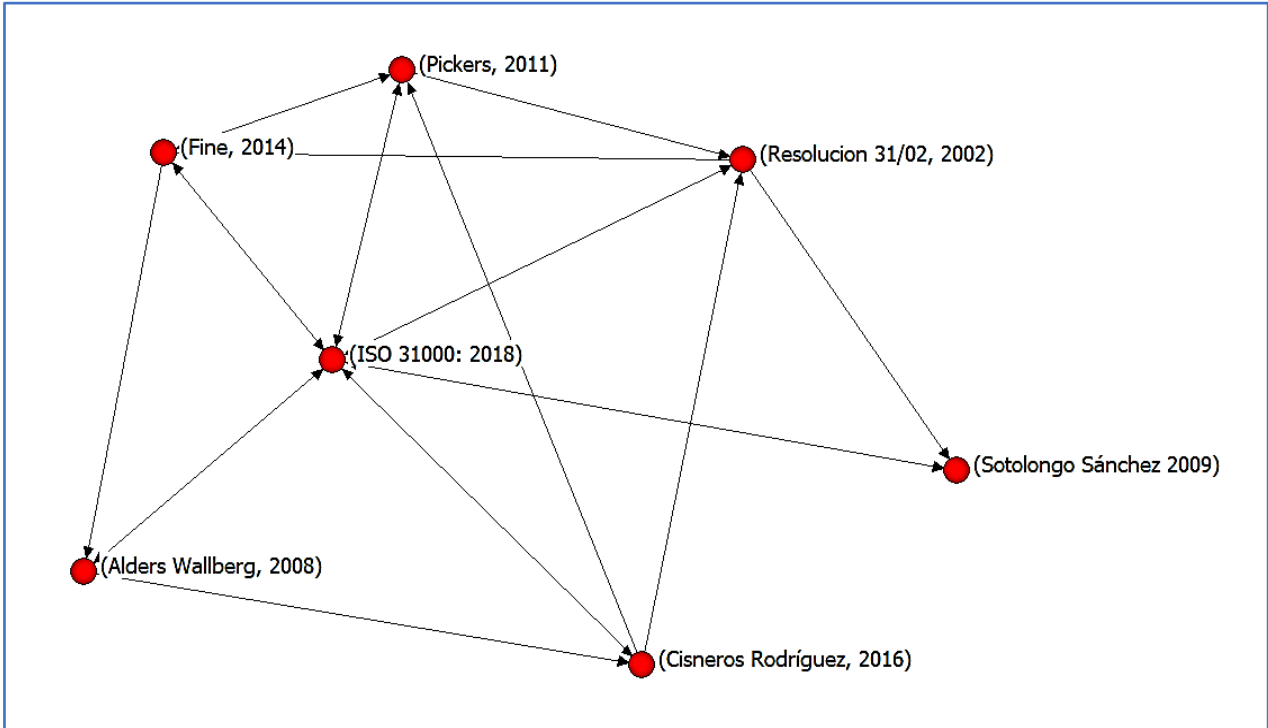 (Pickers, 2011)
(Fine, 2014)
(Resolucion 31/02, 2002)
(ISO 31000: 2018)
(Sotolongo Sánchez 2009)
(Alders Wallberg, 2008)
(Cisneros Rodríguez, 2016)